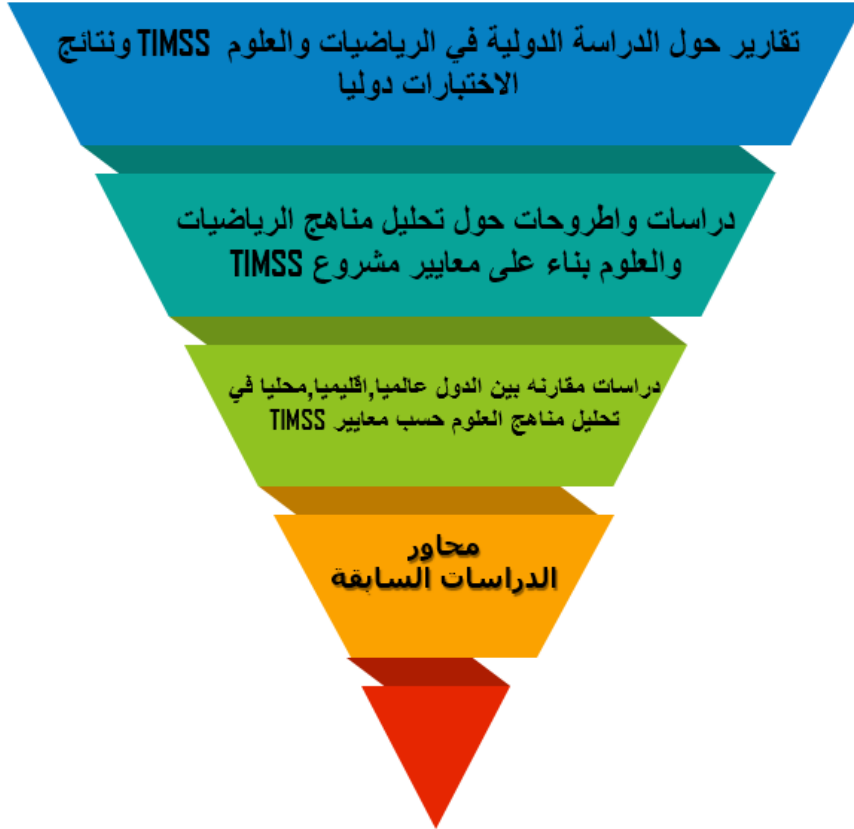 تقارير حول الدراسة الدولية في الرياضيات والعلوم TIMSS ونتائج
الاختبارات دوليا
دراسات واطروحات حول تحليل مناهج الرياضيات
والعلوم بناء على معايير مشروع TIMSS
دراسات مقارنه بين الدول عالميا,اقليميا,محليا في
تحليل مناهج العلوم حسب معايير TIMSS
محاور
الدراسات السابقة